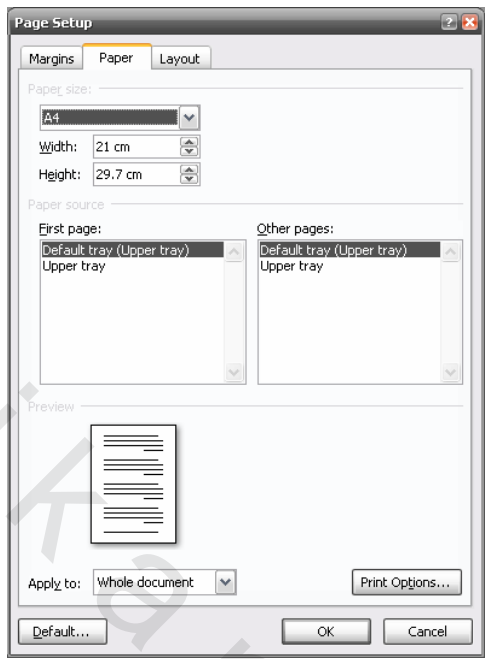 Page Setup
Margins Paper Layout
Paper size:
A4
Width: 21 cm
Height: 29.7 cm
Paper source
First page: Other pages:
Default tray (Upper tray) Default tray (Upper tray)
Upper tray Upper tray
Preview
Apply to: Whole document Print Options...
Default... OK Cancel